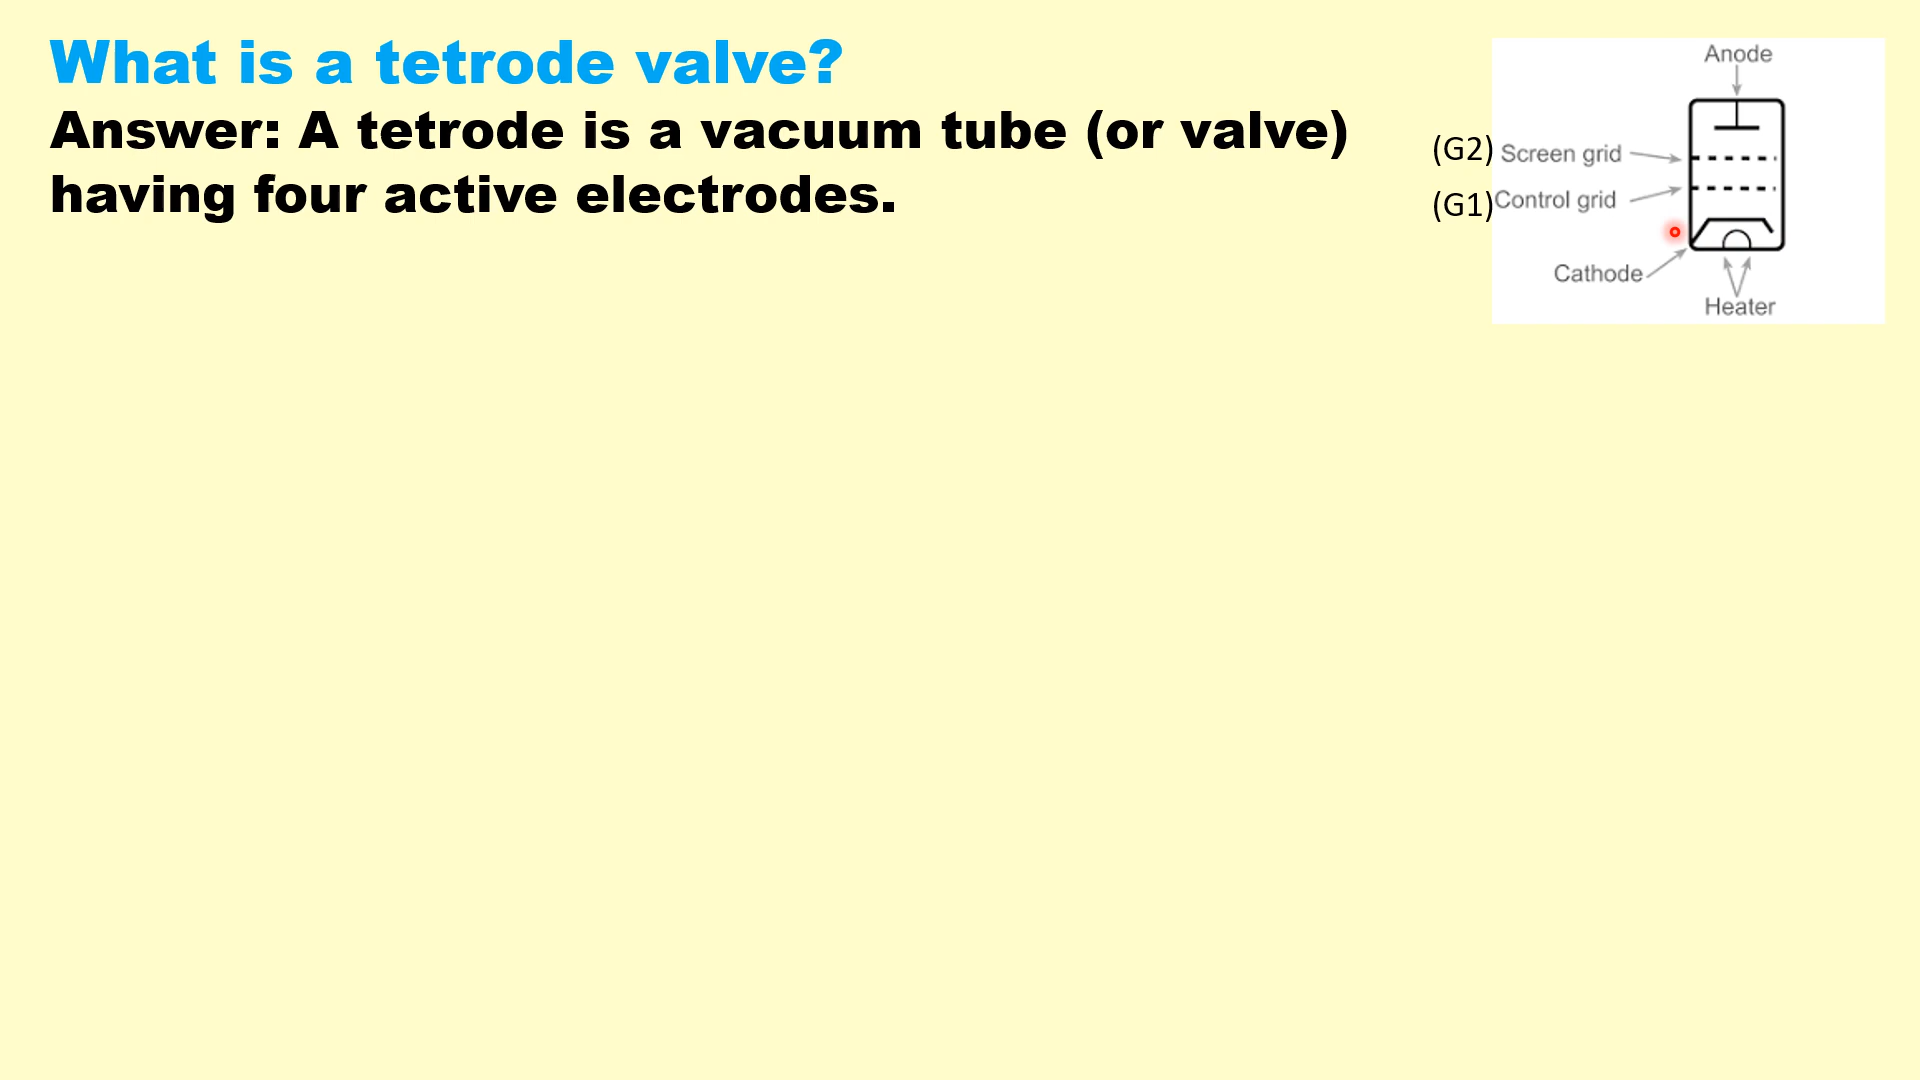 What is a tetrode valve?
Answer: A tetrode is a vacuum tube (or valve)
having four active electrodes.
Anode
(G2) Screen grid
(G1) Control grid
Cathode
Heater